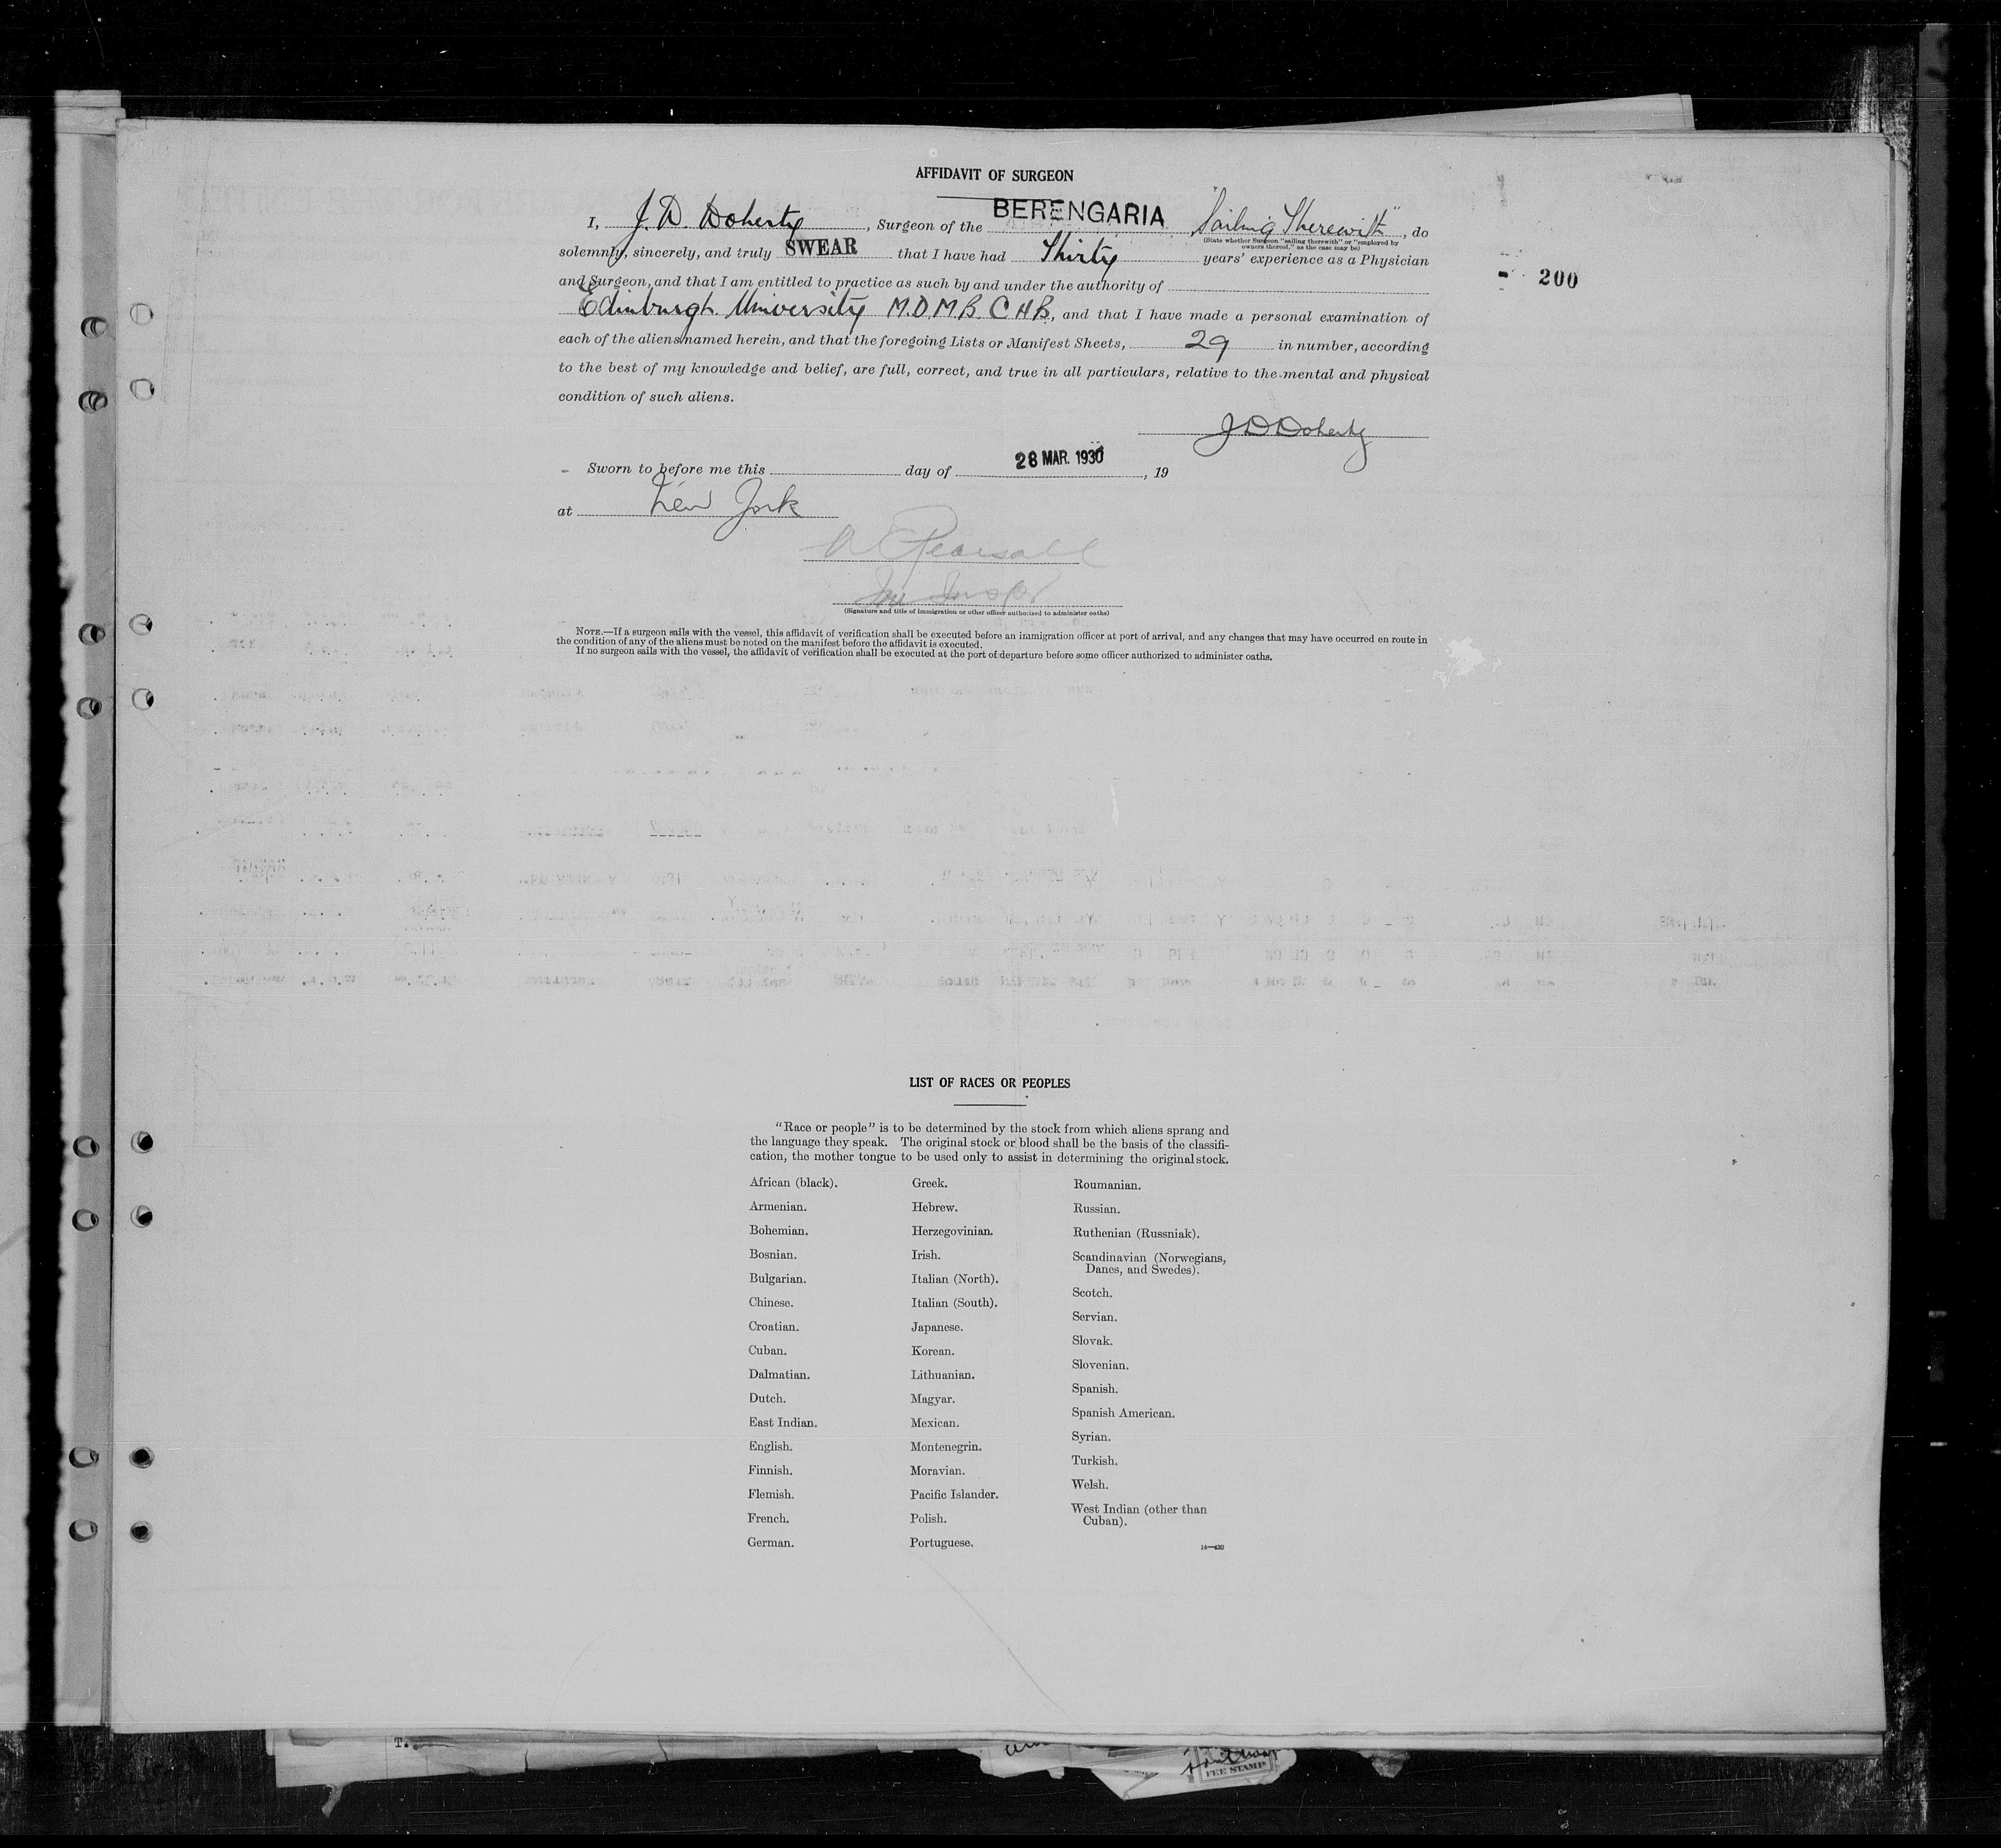 AFFIDAVIT OF SURGEON
I, J. D. Doherty, Surgeon of the BERENGARIA "Sailing Therewith", do
(State whether Surgeon "sailing therewith" or "employed by
owners thereof," as the case may be)
solemnly, sincerely, and truly SWEAR that I have had Thirty years' experience as a Physician
and Surgeon, and that I am entitled to practice as such by and under the authority of
200
Edinburgh University M.D.M.B.C.H.B., and that I have made a personal examination of
each of the aliens named herein, and that the foregoing Lists or Manifest Sheets, 29 in number, according
to the best of my knowledge and belief, are full, correct, and true in all particulars, relative to the mental and physical
condition of such aliens.
J D Doherty
Sworn to before me this day of 28 MAR. 1930, 19
at New York
Pearsall
Im Inspr
(Signature and title of immigration or other officer authorized to administer oaths)
NOTE.—If a surgeon sails with the vessel, this affidavit of verification shall be executed before an immigration officer at port of arrival, and any changes that may have occurred en route in
the condition of any of the aliens must be noted on the manifest before the affidavit is executed.
If no surgeon sails with the vessel, the affidavit of verification shall be executed at the port of departure before some officer authorized to administer oaths.
LIST OF RACES OR PEOPLES
"Race or people" is to be determined by the stock from which aliens sprang and
the language they speak. The original stock or blood shall be the basis of the classifi-
cation, the mother tongue to be used only to assist in determining the original stock.
African (black).
Armenian.
Bohemian.
Bosnian.
Bulgarian.
Chinese.
Croatian.
Cuban.
Dalmatian.
Dutch.
East Indian.
English.
Finnish.
Flemish.
French.
German.
Greek.
Hebrew.
Herzegovinian.
Irish.
Italian (North).
Italian (South).
Japanese.
Korean.
Lithuanian.
Magyar.
Mexican.
Montenegrin.
Moravian.
Pacific Islander.
Polish.
Portuguese.
Roumanian.
Russian.
Ruthenian (Russniak).
Scandinavian (Norwegians,
Danes, and Swedes).
Scotch.
Servian.
Slovak.
Slovenian.
Spanish.
Spanish American.
Syrian.
Turkish.
Welsh.
West Indian (other than
Cuban).
14—430
T.
FEE STAMP